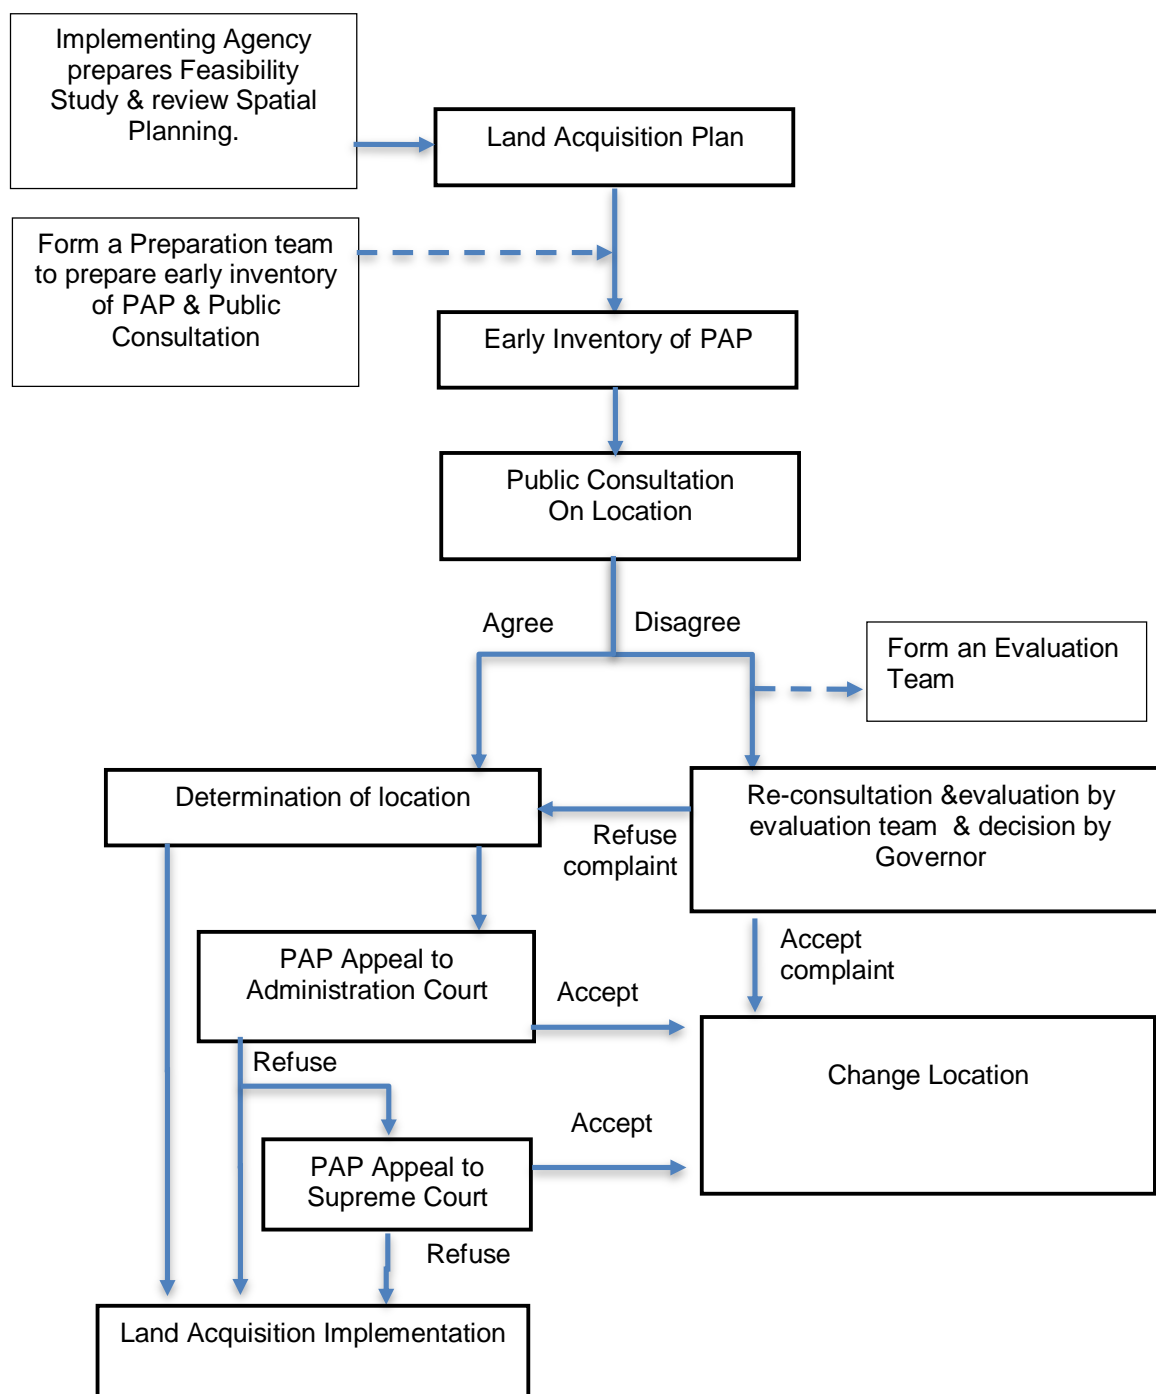 Implementing Agency
prepares Feasibility
Study & review Spatial
Planning.
Land Acquisition Plan
Form a Preparation team
to prepare early inventory
of PAP & Public
Consultation
Early Inventory of PAP
Public Consultation
On Location
Agree
Disagree
Form an Evaluation
Team
Determination of location
Re-consultation &evaluation by
evaluation team & decision by
Governor
Refuse
complaint
PAP Appeal to
Administration Court
Accept
Accept
complaint
Refuse
Change Location
Accept
PAP Appeal to
Supreme Court
Refuse
Land Acquisition Implementation